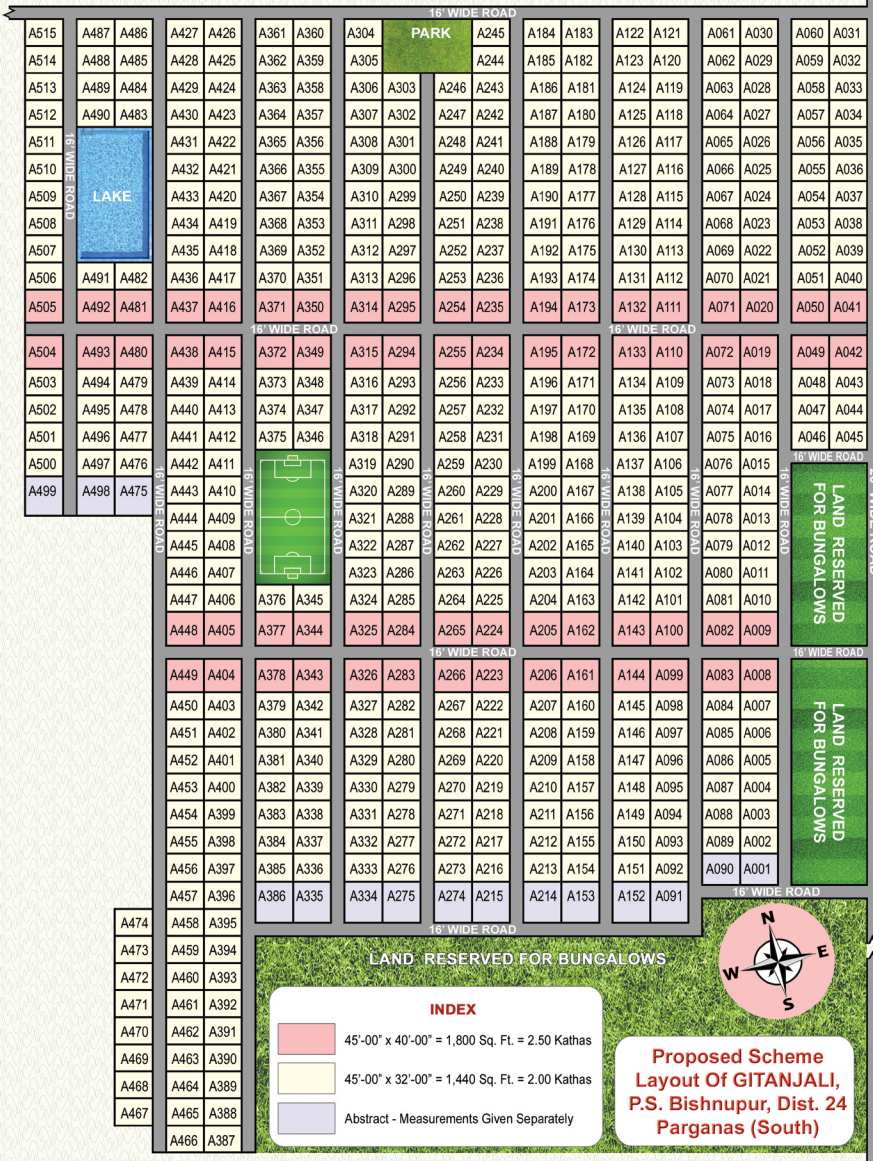 16' WIDE ROAD
A515 A487 A486 A427 A426 A361 A360 A304 PARK A245 A184 A183 A122 A121 A061 A030 A060 A031
A514 A488 A485 A428 A425 A362 A359 A305 A244 A185 A182 A123 A120 A062 A029 A059 A032
A513 A489 A484 A429 A424 A363 A358 A306 A303 A246 A243 A186 A181 A124 A119 A063 A028 A058 A033
A512 A490 A483 A430 A423 A364 A357 A307 A302 A247 A242 A187 A180 A125 A118 A064 A027 A057 A034
A511 A431 A422 A365 A356 A308 A301 A248 A241 A188 A179 A126 A117 A065 A026 A056 A035
A510 A432 A421 A366 A355 A309 A300 A249 A240 A189 A178 A127 A116 A066 A025 A055 A036
16' WIDE ROAD
A509 LAKE A433 A420 A367 A354 A310 A299 A250 A239 A190 A177 A128 A115 A067 A024 A054 A037
A508 A434 A419 A368 A353 A311 A298 A251 A238 A191 A176 A129 A114 A068 A023 A053 A038
A507 A435 A418 A369 A352 A312 A297 A252 A237 A192 A175 A130 A113 A069 A022 A052 A039
A506 A491 A482 A436 A417 A370 A351 A313 A296 A253 A236 A193 A174 A131 A112 A070 A021 A051 A040
A505 A492 A481 A437 A416 A371 A350 A314 A295 A254 A235 A194 A173 A132 A111 A071 A020 A050 A041
16' WIDE ROAD 16' WIDE ROAD
A504 A493 A480 A438 A415 A372 A349 A315 A294 A255 A234 A195 A172 A133 A110 A072 A019 A049 A042
A503 A494 A479 A439 A414 A373 A348 A316 A293 A256 A233 A196 A171 A134 A109 A073 A018 A048 A043
A502 A495 A478 A440 A413 A374 A347 A317 A292 A257 A232 A197 A170 A135 A108 A074 A017 A047 A044
A501 A496 A477 A441 A412 A375 A346 A318 A291 A258 A231 A198 A169 A136 A107 A075 A016 A046 A045
16' WIDE ROAD
A500 A497 A476 A442 A411 A319 A290 A259 A230 A199 A168 A137 A106 A076 A015
A499 A498 A475 A443 A410 A320 A289 A260 A229 A200 A167 A138 A105 A077 A014
16' WIDE ROAD 16' WIDE ROAD 16' WIDE ROAD 16' WIDE ROAD 16' WIDE ROAD 16' WIDE ROAD 16' WIDE ROAD
A444 A409 A321 A288 A261 A228 A201 A166 A139 A104 A078 A013
A445 A408 A322 A287 A262 A227 A202 A165 A140 A103 A079 A012
LAND RESERVED
FOR BUNGALOWS
A446 A407 A323 A286 A263 A226 A203 A164 A141 A102 A080 A011
A447 A406 A376 A345 A324 A285 A264 A225 A204 A163 A142 A101 A081 A010
A448 A405 A377 A344 A325 A284 A265 A224 A205 A162 A143 A100 A082 A009
16' WIDE ROAD 16' WIDE ROAD
A449 A404 A378 A343 A326 A283 A266 A223 A206 A161 A144 A099 A083 A008
A450 A403 A379 A342 A327 A282 A267 A222 A207 A160 A145 A098 A084 A007
A451 A402 A380 A341 A328 A281 A268 A221 A208 A159 A146 A097 A085 A006
A452 A401 A381 A340 A329 A280 A269 A220 A209 A158 A147 A096 A086 A005
LAND RESERVED
FOR BUNGALOWS
A453 A400 A382 A339 A330 A279 A270 A219 A210 A157 A148 A095 A087 A004
A454 A399 A383 A338 A331 A278 A271 A218 A211 A156 A149 A094 A088 A003
A455 A398 A384 A337 A332 A277 A272 A217 A212 A155 A150 A093 A089 A002
A456 A397 A385 A336 A333 A276 A273 A216 A213 A154 A151 A092 A090 A001
16' WIDE ROAD
A457 A396 A386 A335 A334 A275 A274 A215 A214 A153 A152 A091
A474 A458 A395
16' WIDE ROAD
A473 A459 A394
A472 A460 A393
A471 A461 A392
A470 A462 A391
A469 A463 A390
A468 A464 A389
A467 A465 A388
A466 A387
LAND RESERVED FOR BUNGALOWS
N
W E
S
INDEX
45'-00" x 40'-00" = 1,800 Sq. Ft. = 2.50 Kathas
45'-00" x 32'-00" = 1,440 Sq. Ft. = 2.00 Kathas
Abstract - Measurements Given Separately
Proposed Scheme
Layout Of GITANJALI,
P.S. Bishnupur, Dist. 24
Parganas (South)